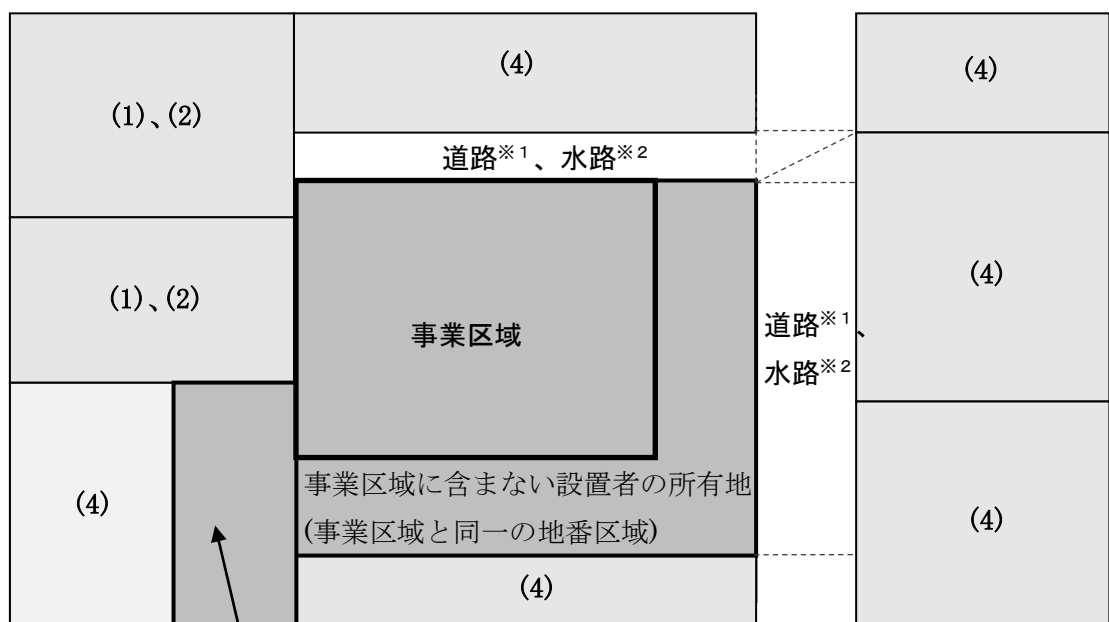 (4)
(4)
(1)、(2)
道路※1、水路※2
(4)
(1)、(2)
事業区域
道路※1、
水路※2
事業区域に含まない設置者の所有地
(事業区域と同一の地番区域)
(4)
(4)
(4)